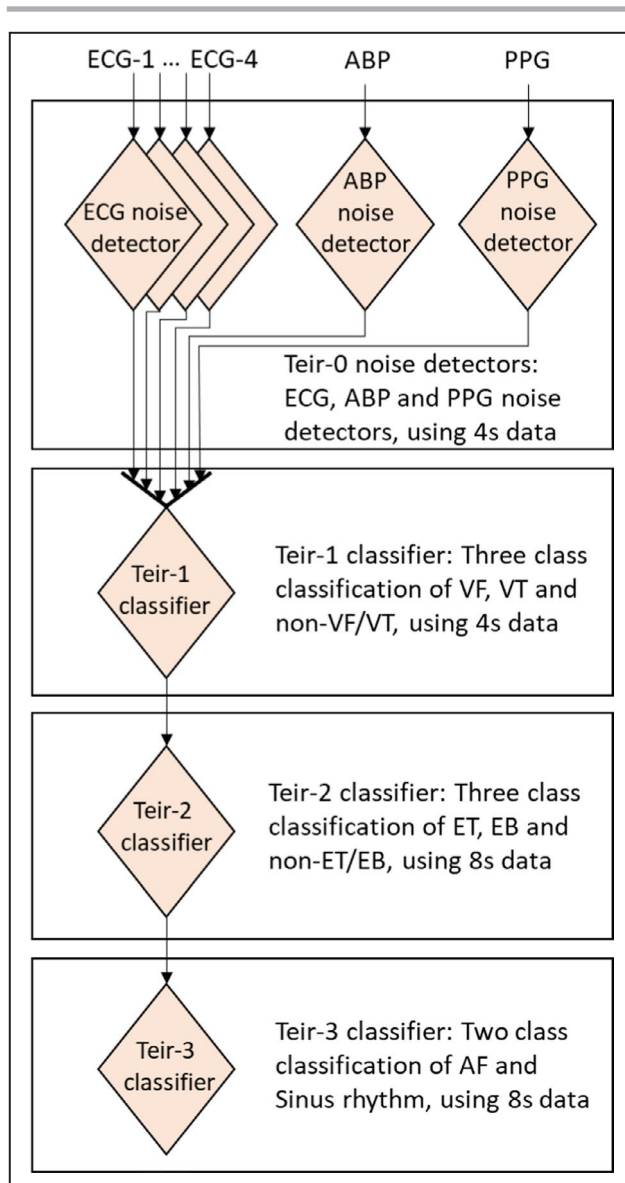 ECG-1 ... ECG-4 ABP PPG
ECG noise
detector
ABP
noise
detector
PPG
noise
detector
Teir-0 noise detectors:
ECG, ABP and PPG noise
detectors, using 4s data
Teir-1
classifier
Teir-1 classifier: Three class
classification of VF, VT and
non-VF/VT, using 4s data
Teir-2
classifier
Teir-2 classifier: Three class
classification of ET, EB and
non-ET/EB, using 8s data
Teir-3
classifier
Teir-3 classifier: Two class
classification of AF and
Sinus rhythm, using 8s data